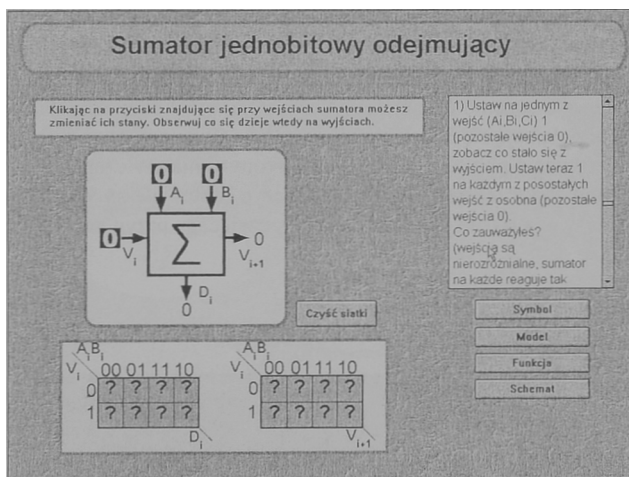 Sumator jednobitowy odejmujący
Klikając na przyciski znajdujące się przy wejściach sumatora możesz
zmieniać ich stany. Obserwuj co się dzieje wtedy na wyjściach.
1) Ustaw na jednym z
wejść (Ai,Bi,Ci) 1
(pozostałe wejścia 0),
zobacz co stało się z
wyjściem. Ustaw teraz 1
na każdym z posostałych
wejść z osobna (pozostałe
wejścia 0).
Co zauważyłeś?
(wejścia są
nierozróżnialne, sumator
na każde reaguje tak
0 0
Ai Bi
0 Σ 0
Vi Vi+1
Di
0
Czyść siatki
Symbol
Model
Funkcja
Schemat
AiBi AiBi
Vi 00 01 11 10 Vi 00 01 11 10
0 ? ? ? ? 0 ? ? ? ?
1 ? ? ? ? 1 ? ? ? ?
Di Vi+1